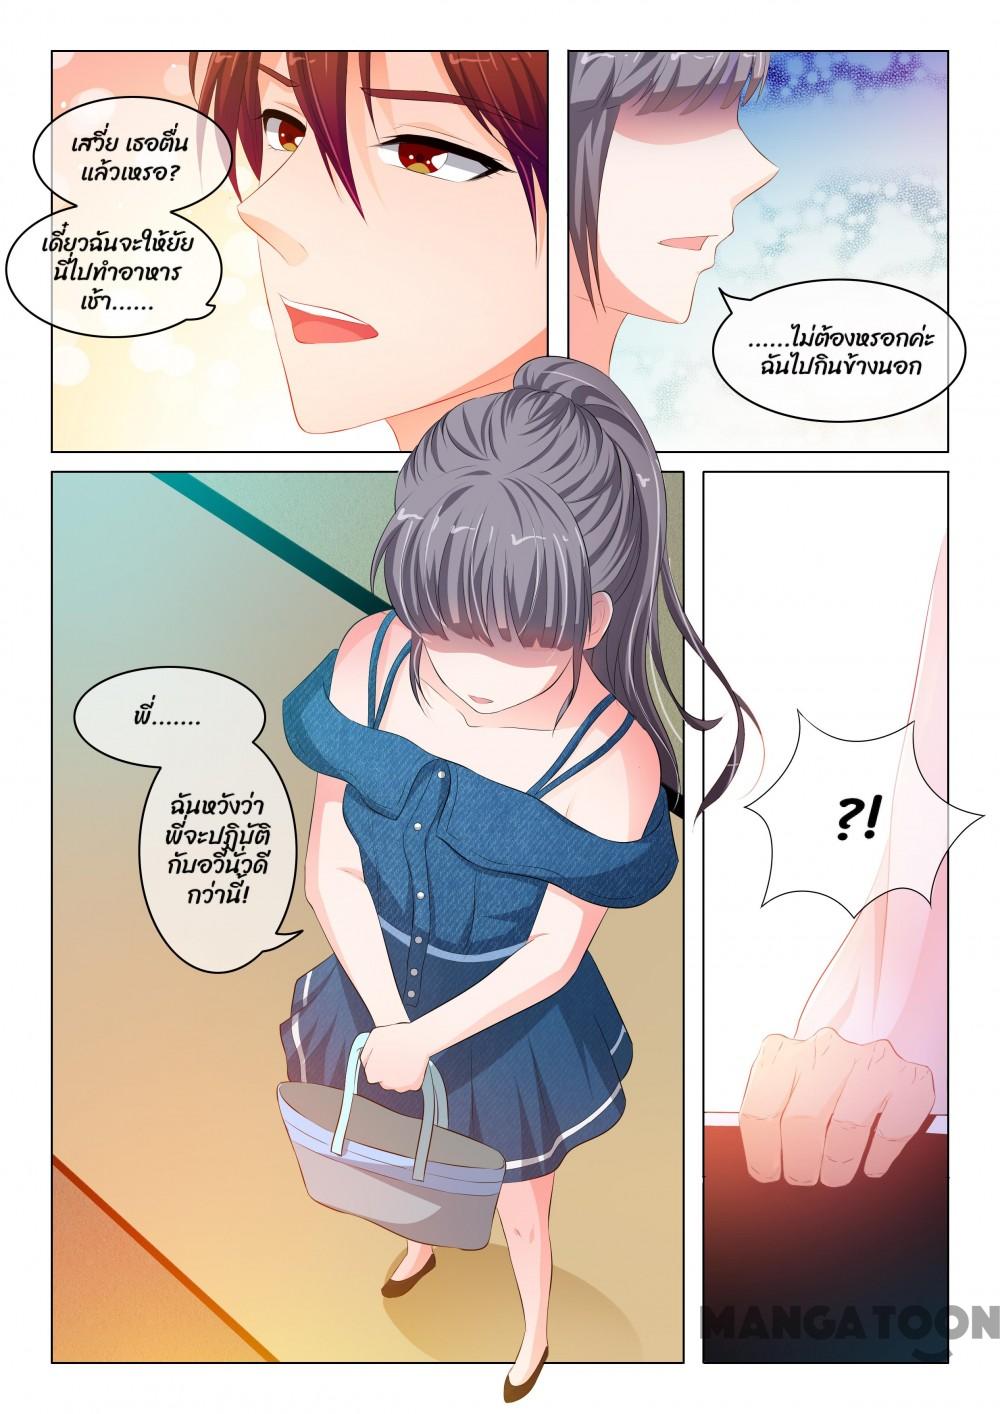 เสวี่ย เธอตื่น
แล้วเหรอ?
เดี๋ยวฉันจะให้ยัย
นี่ไปทำอาหาร
เช้า......
......ไม่ต้องหรอกค่ะ
ฉันไปกินข้างนอก
พี่.......
ฉันหวังว่า
พี่จะปฏิบัติ
กับอวี่นั่วดี
กว่านี้!
?!
MANGATOON